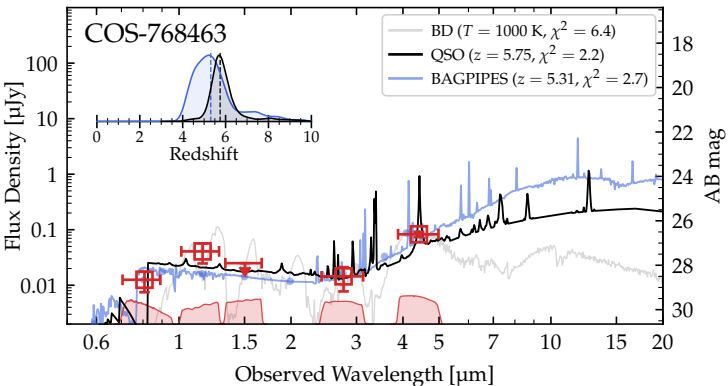 COS-768463
BD (T = 1000 K, χ² = 6.4)
QSO (z = 5.75, χ² = 2.2)
BAGPIPES (z = 5.31, χ² = 2.7)
0 2 4 6 8 10
Redshift
Flux Density [μJy]
100
10
1
0.1
0.01
AB mag
18
20
22
24
26
28
30
0.6 1 1.5 2 3 4 5 10 15 20
Observed Wavelength [μm]